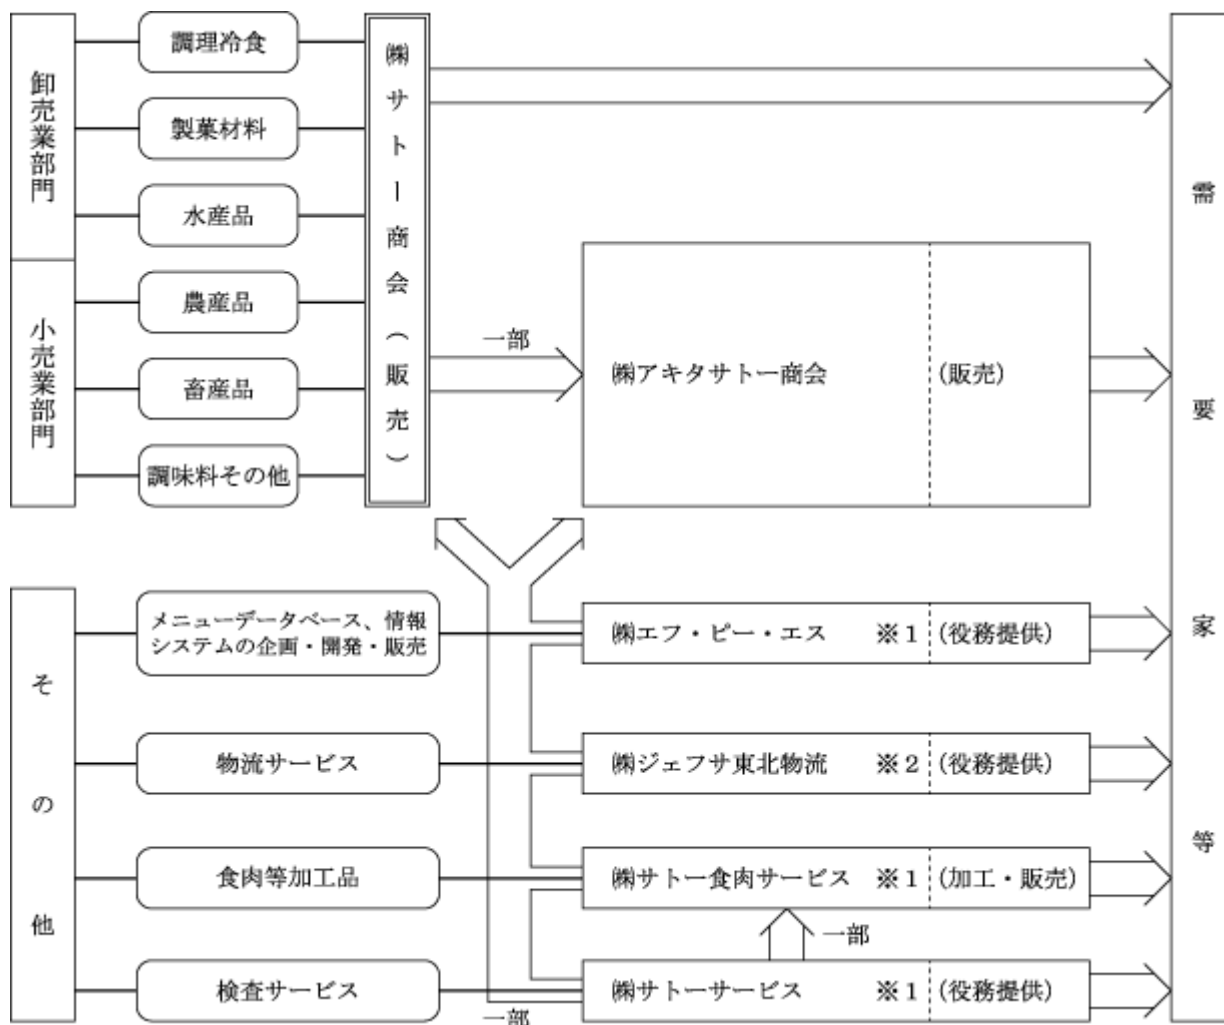 卸売業部門
小売業部門
調理冷食
製菓材料
水産品
農産品
畜産品
調味料その他
㈱サトー商会(販売)
一部
㈱アキタサトー商会 (販売)
需要家等
その他
メニューデータベース、情報
システムの企画・開発・販売
㈱エフ・ピー・エス ※1 (役務提供)
物流サービス
㈱ジェフサ東北物流 ※2 (役務提供)
食肉等加工品
㈱サトー食肉サービス ※1 (加工・販売)
一部
検査サービス
㈱サトーサービス ※1 (役務提供)
一部